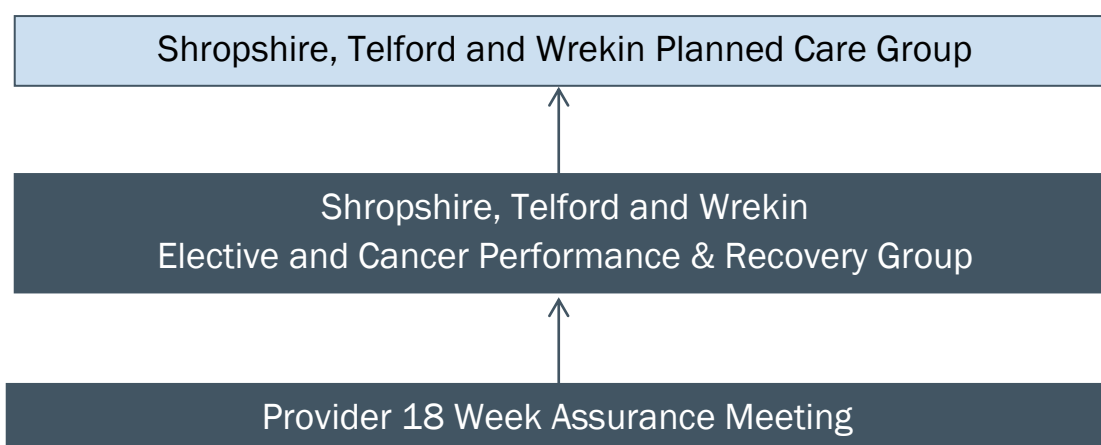 Shropshire, Telford and Wrekin Planned Care Group
Shropshire, Telford and Wrekin
Elective and Cancer Performance & Recovery Group
Provider 18 Week Assurance Meeting